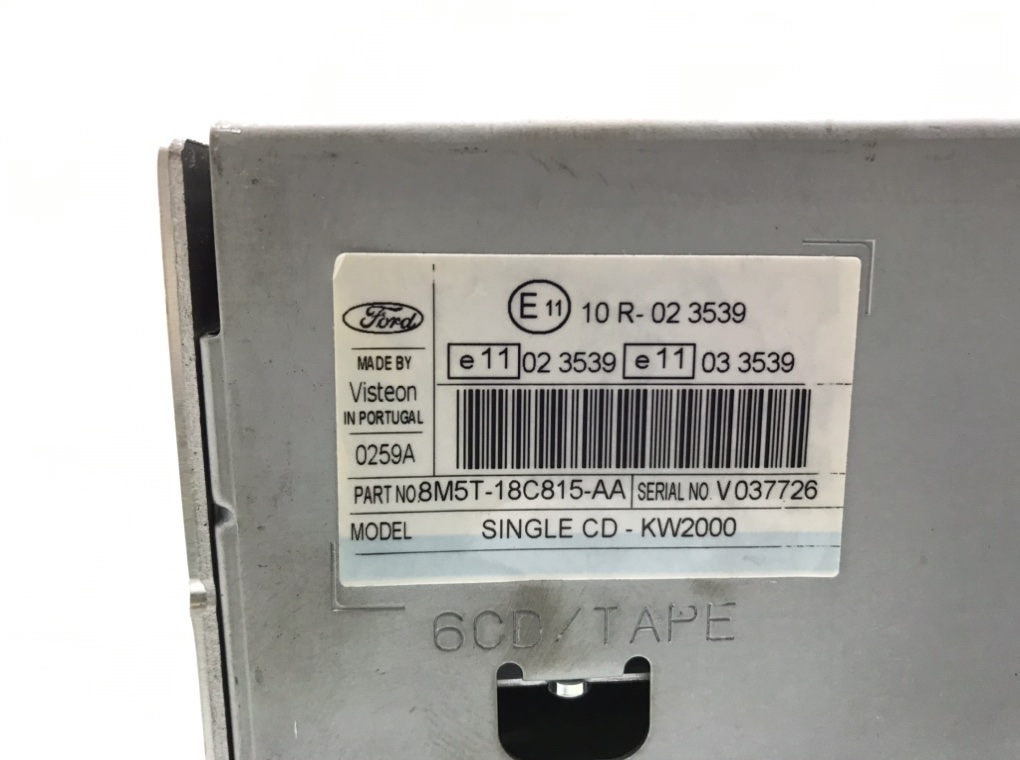 Ford
E 11 10 R- 02 3539
e 11 02 3539 e 11 03 3539
MADE BY
Visteon
IN PORTUGAL
0259A
PART NO. 8M5T-18C815-AA SERIAL NO. V037726
MODEL SINGLE CD - KW2000
6CD/TAPE